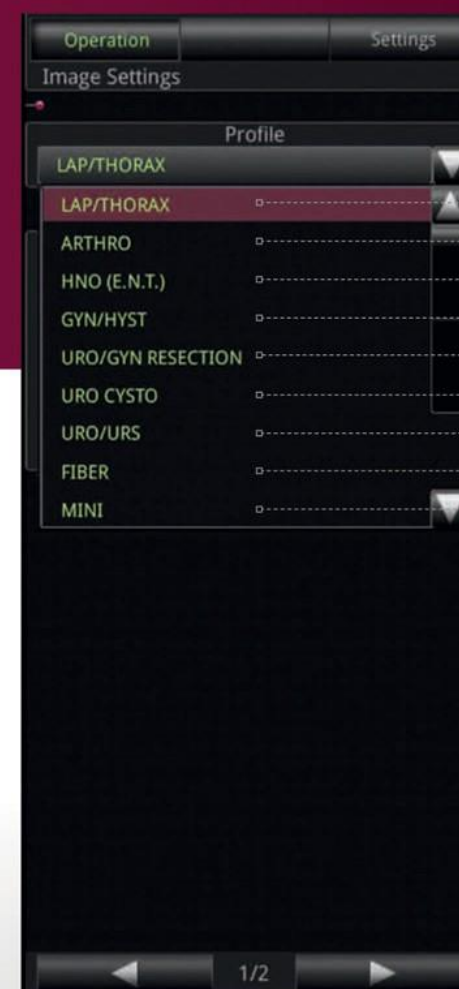 Operation
Settings
Image Settings
Profile
LAP/THORAX
LAP/THORAX
ARTHRO
HNO (E.N.T.)
GYN/HYST
URO/GYN RESECTION
URO CYSTO
URO/URS
FIBER
MINI
1/2